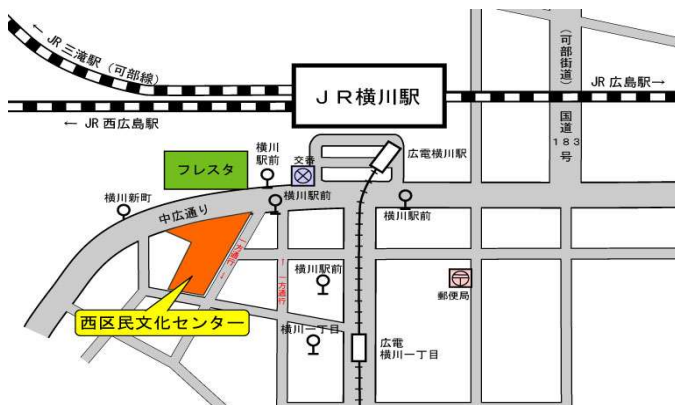 ← JR 三滝駅 (可部線)
JR横川駅
(可部街道)
JR 広島駅→
← JR 西広島駅
国道
183
号
横川
駅前
交番
広電横川駅
フレスタ
横川新町
中広通り
横川駅前
横川駅前
一方通行 ↓
↑ 一方通行
横川駅前
郵便局
西区民文化センター
横川一丁目
広電
横川一丁目